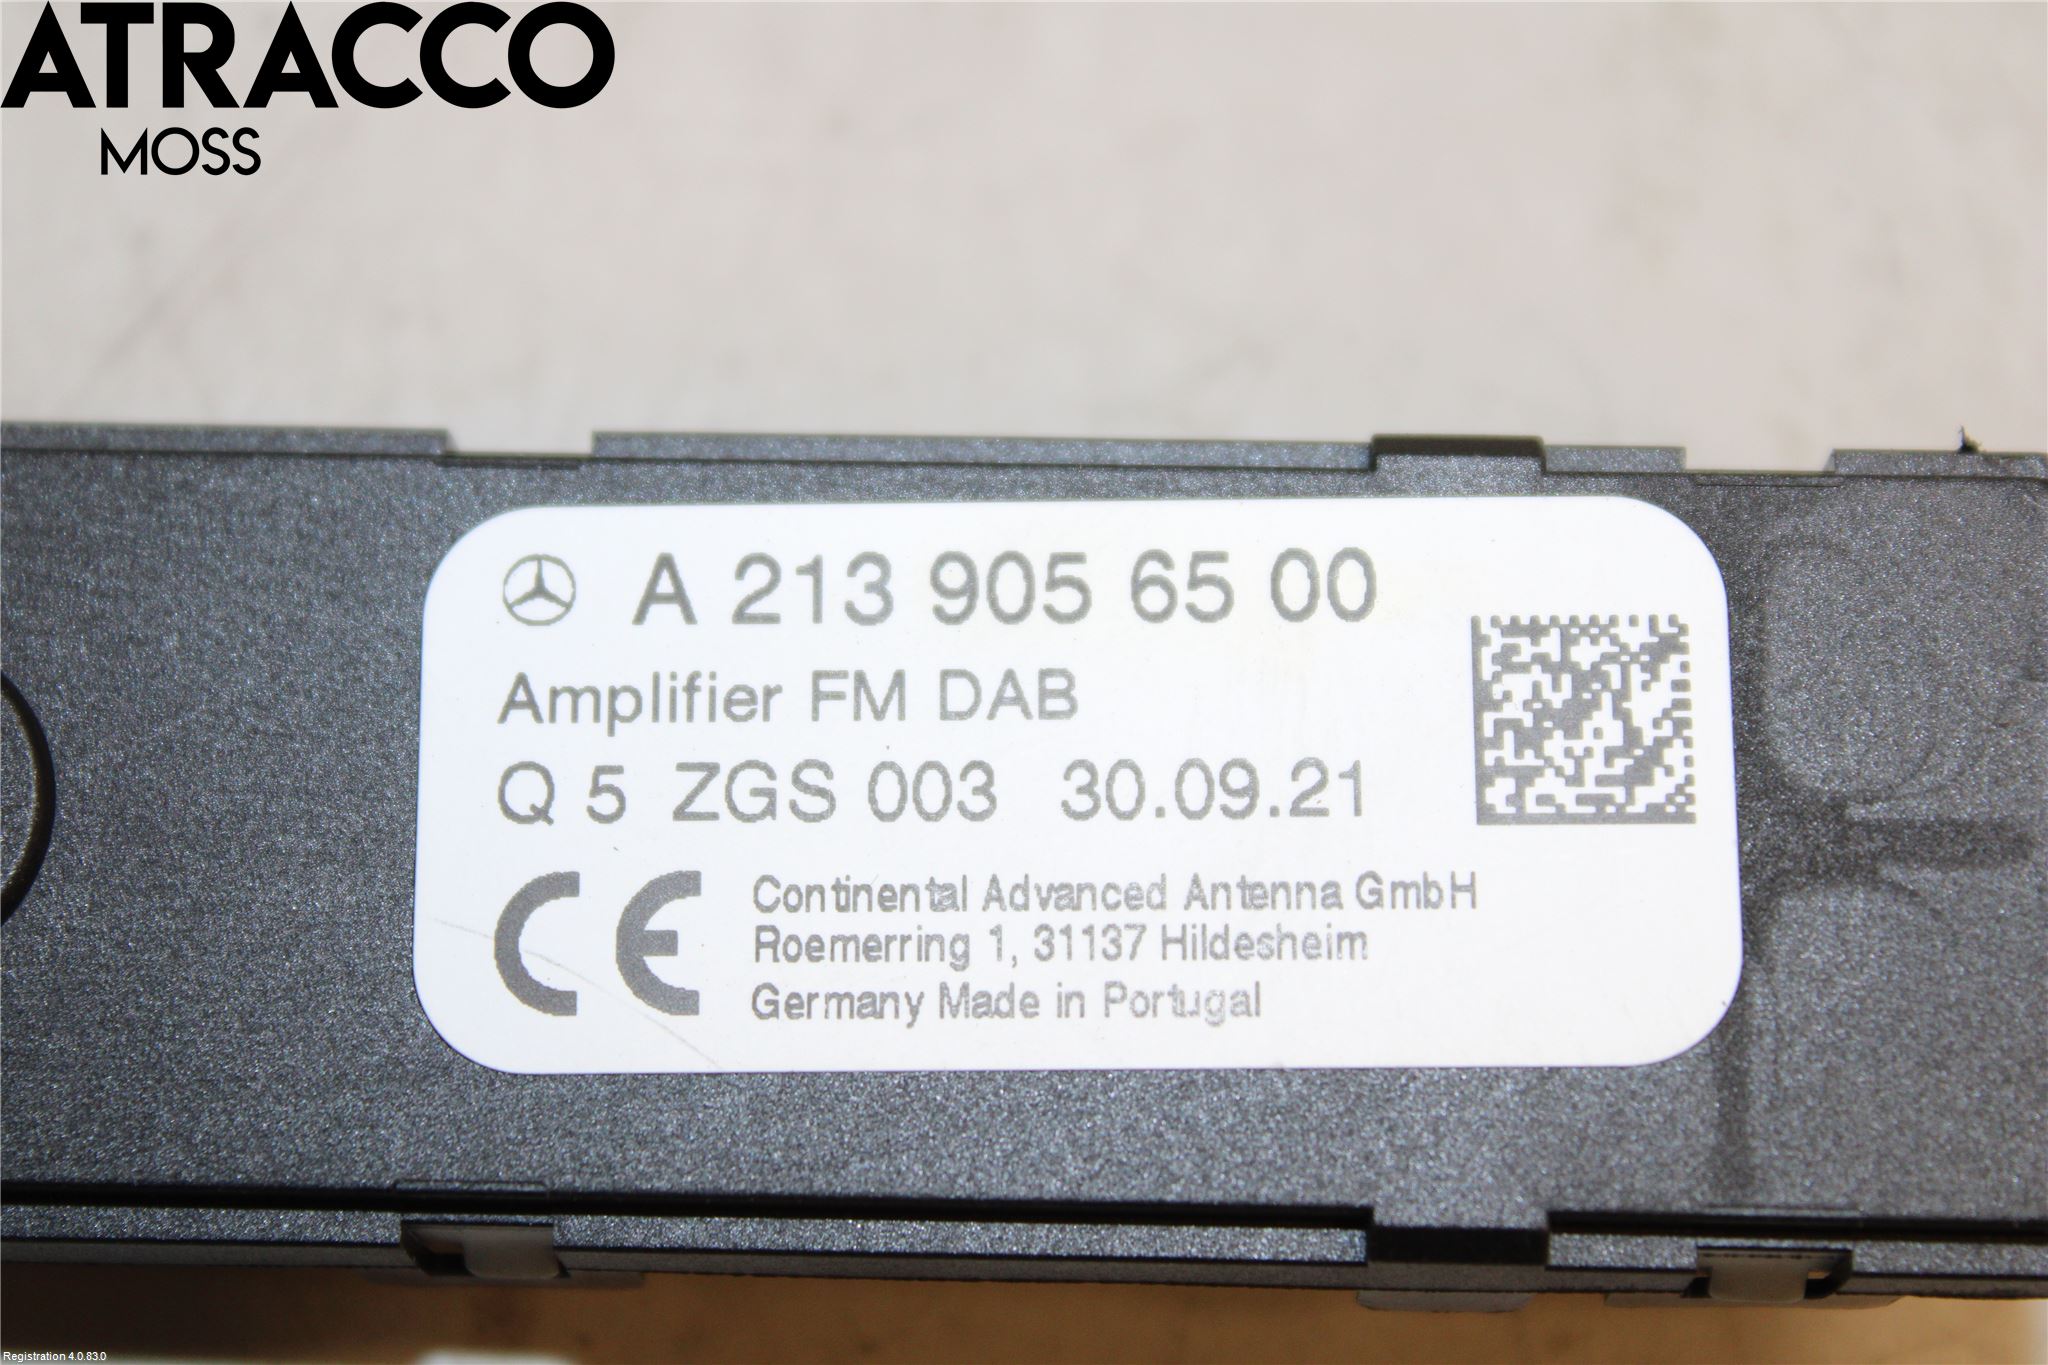 ATRACCO
MOSS
A 213 905 65 00
Amplifier FM DAB
Q 5 ZGS 003 30.09.21
CE
Continental Advanced Antenna GmbH
Roemerring 1, 31137 Hildesheim
Germany Made in Portugal
Registration 4.0.83.0